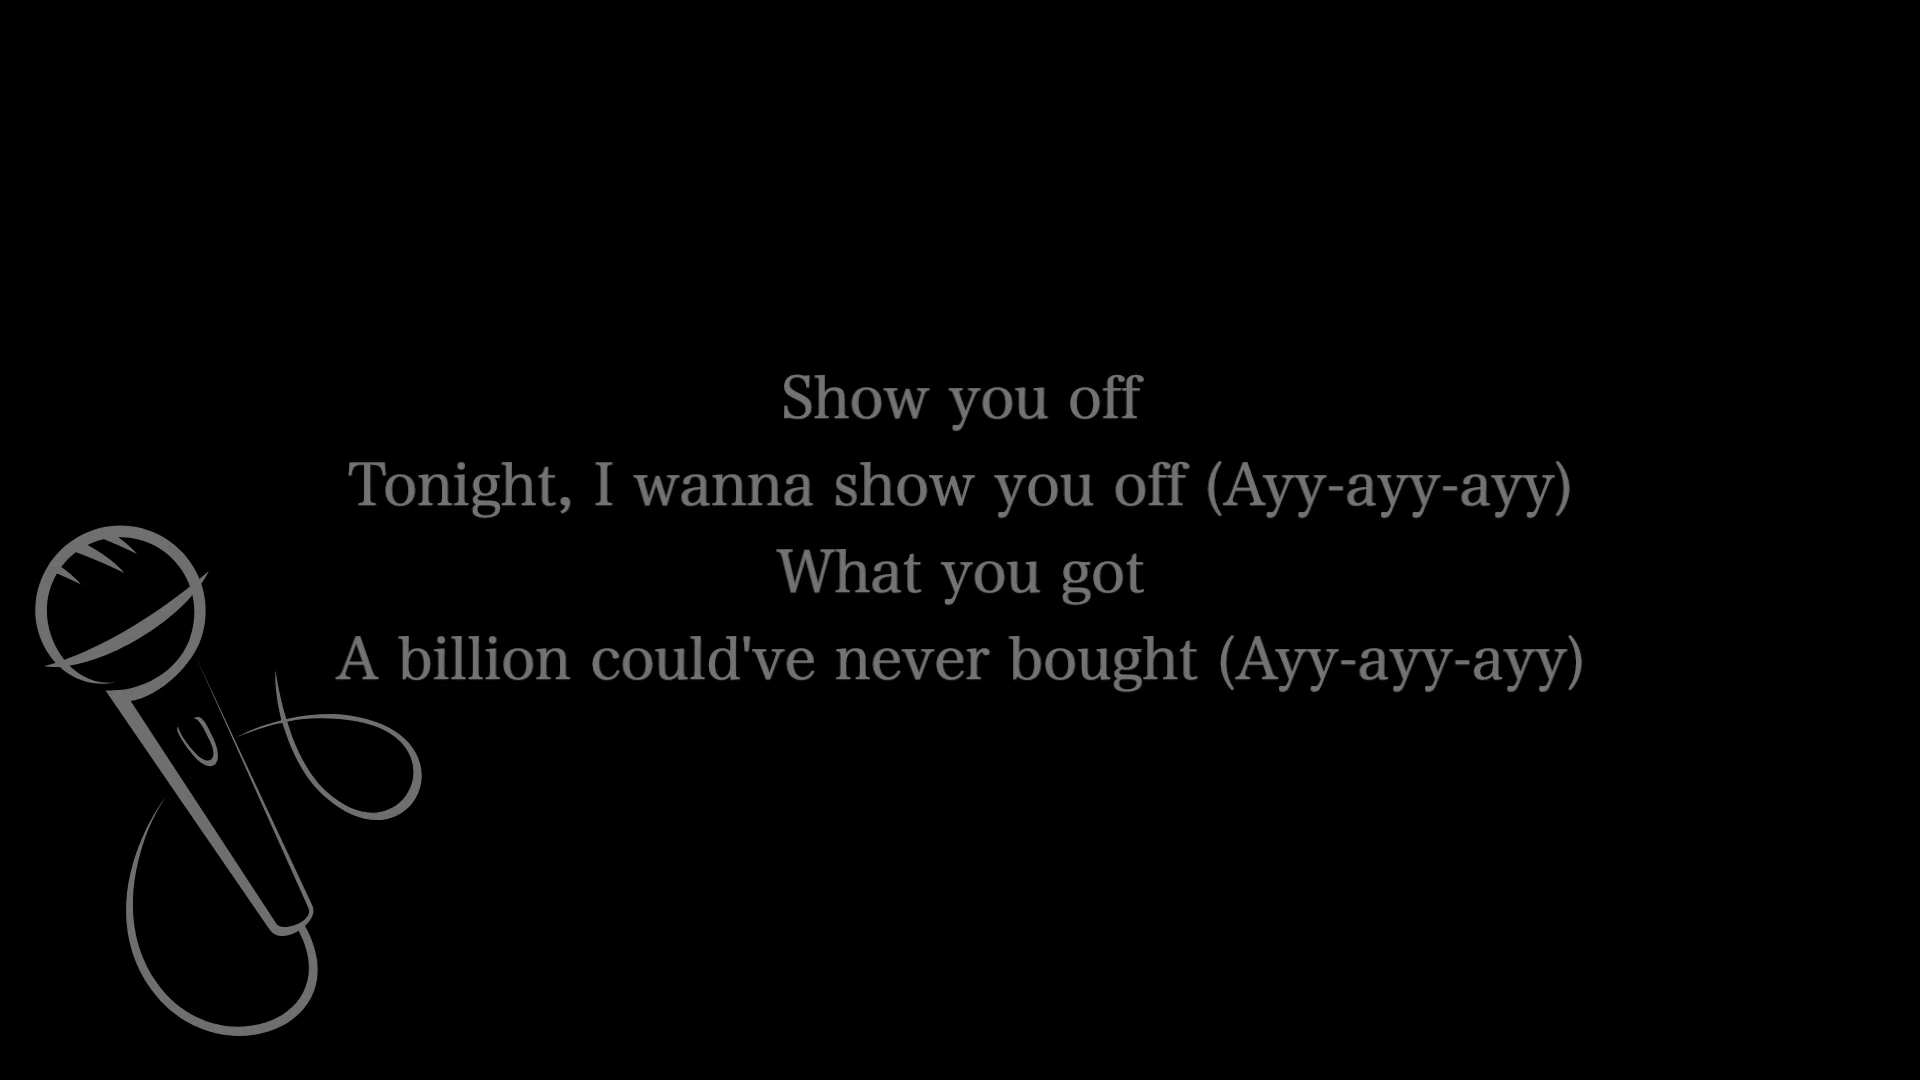 Show you off
Tonight, I wanna show you off (Ayy-ayy-ayy)
What you got
A billion could've never bought (Ayy-ayy-ayy)